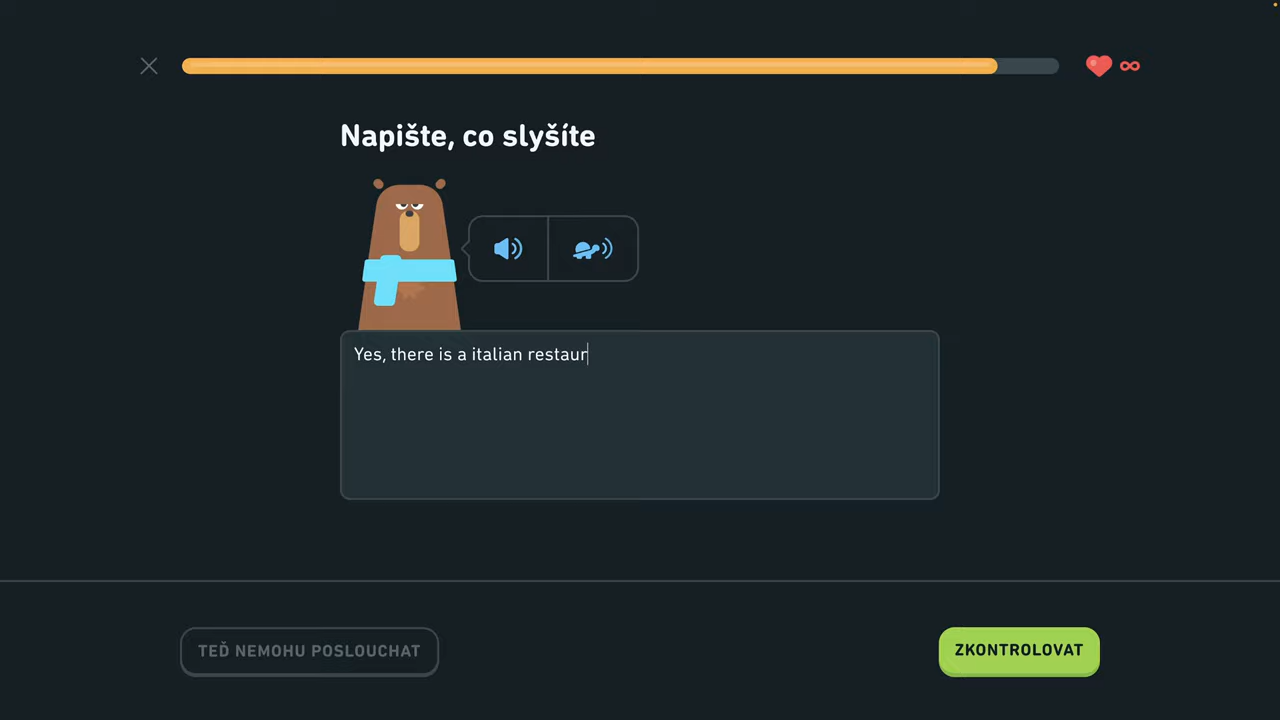 Napište, co slyšíte
Yes, there is a italian restaur
TEĎ NEMOHU POSLOUCHAT
ZKONTROLOVAT